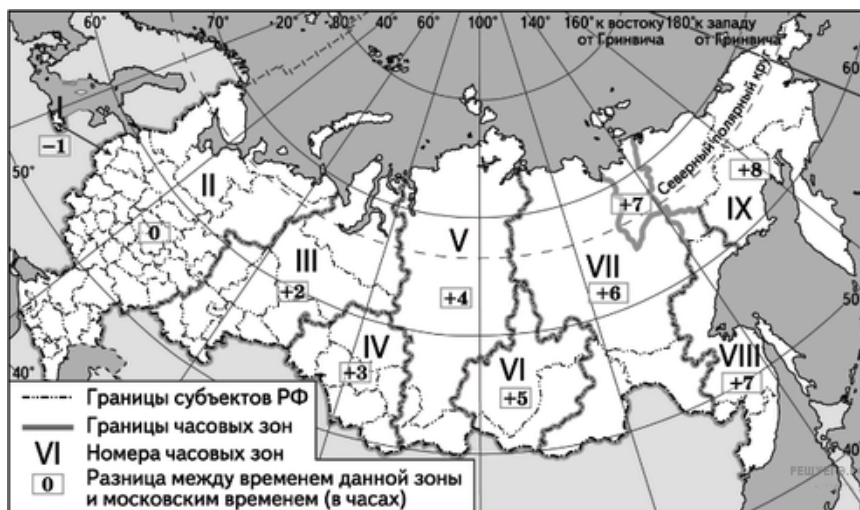 60° 70° 20° 80° 40° 60° 80° 100° 140° 160° к востоку 180° к западу
от Гринвича от Гринвича
Северный полярный круг
60°
I
−1
50°
II
0
III
+2
40°
IV
+3
V
+4
VI
+5
VII
+6
+7
+8
IX
VIII
+7
50°
40°
Границы субъектов РФ
Границы часовых зон
VI Номера часовых зон
0 Разница между временем данной зоны
и московским временем (в часах)